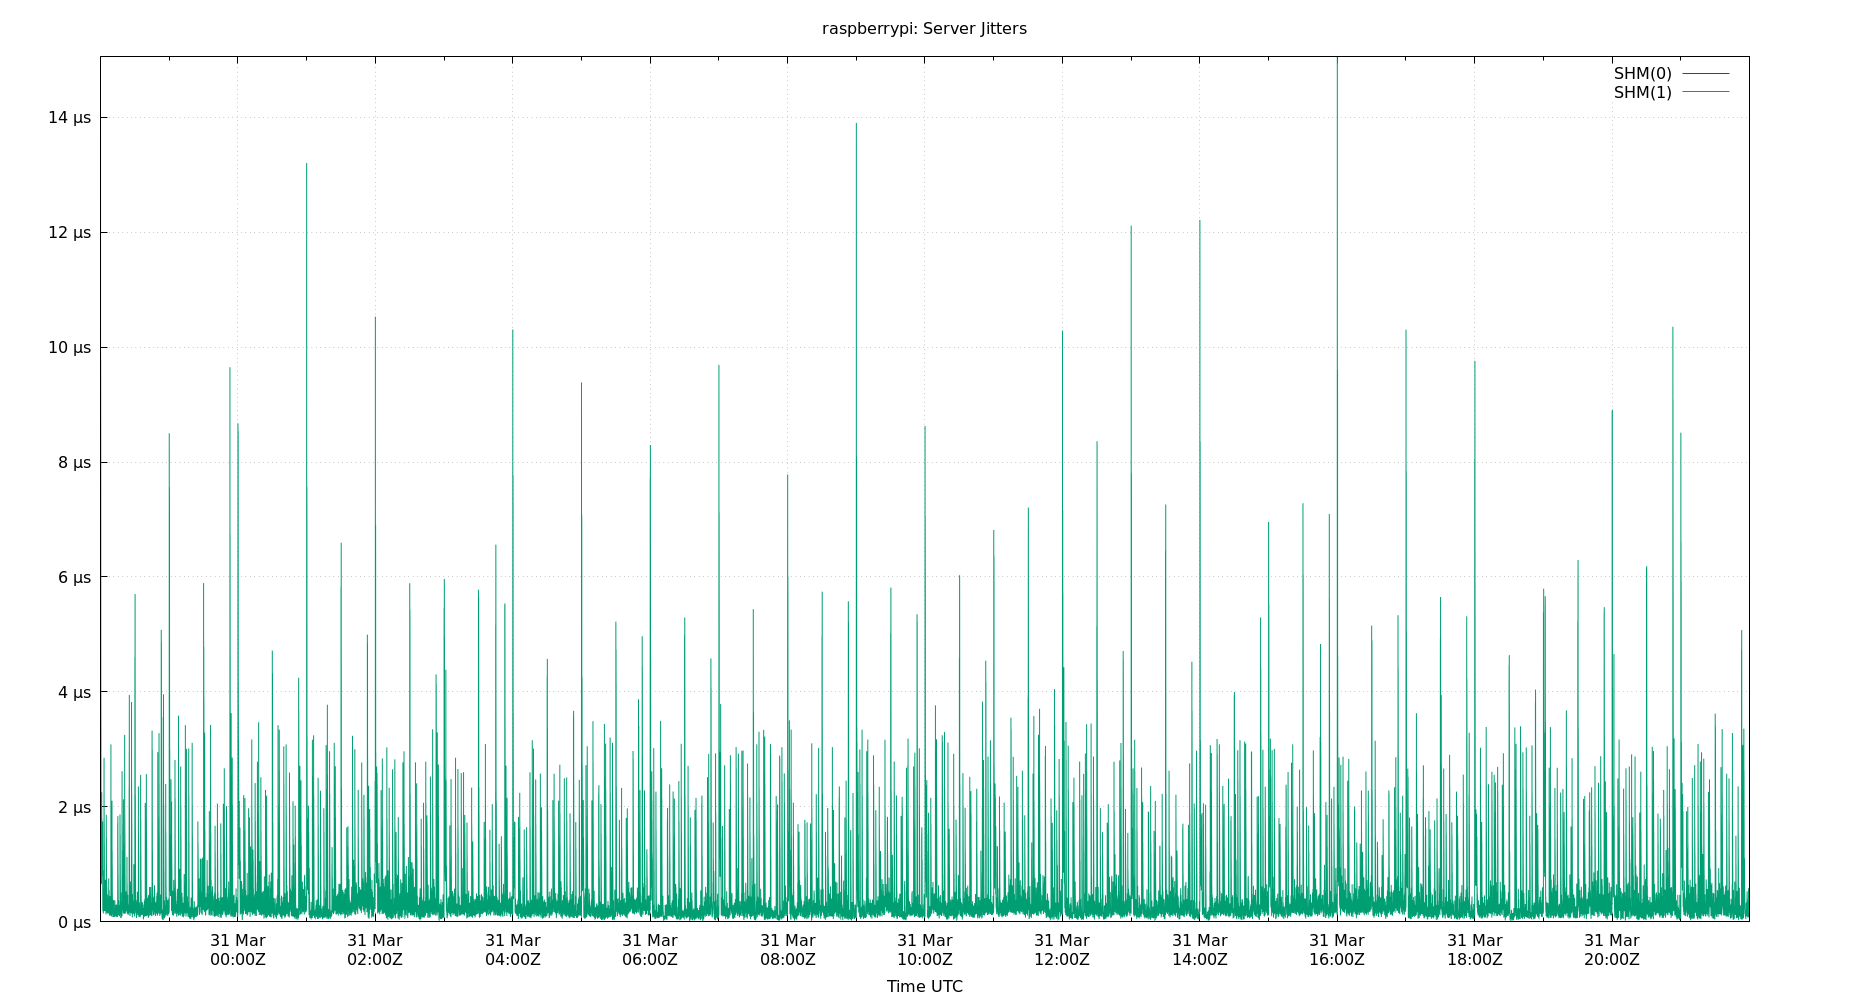 raspberrypi: Server Jitters
SHM(0)
SHM(1)
14 µs
12 µs
10 µs
8 µs
6 µs
4 µs
2 µs
0 µs
31 Mar 31 Mar 31 Mar 31 Mar 31 Mar 31 Mar 31 Mar 31 Mar 31 Mar 31 Mar 31 Mar
00:00Z 02:00Z 04:00Z 06:00Z 08:00Z 10:00Z 12:00Z 14:00Z 16:00Z 18:00Z 20:00Z
Time UTC